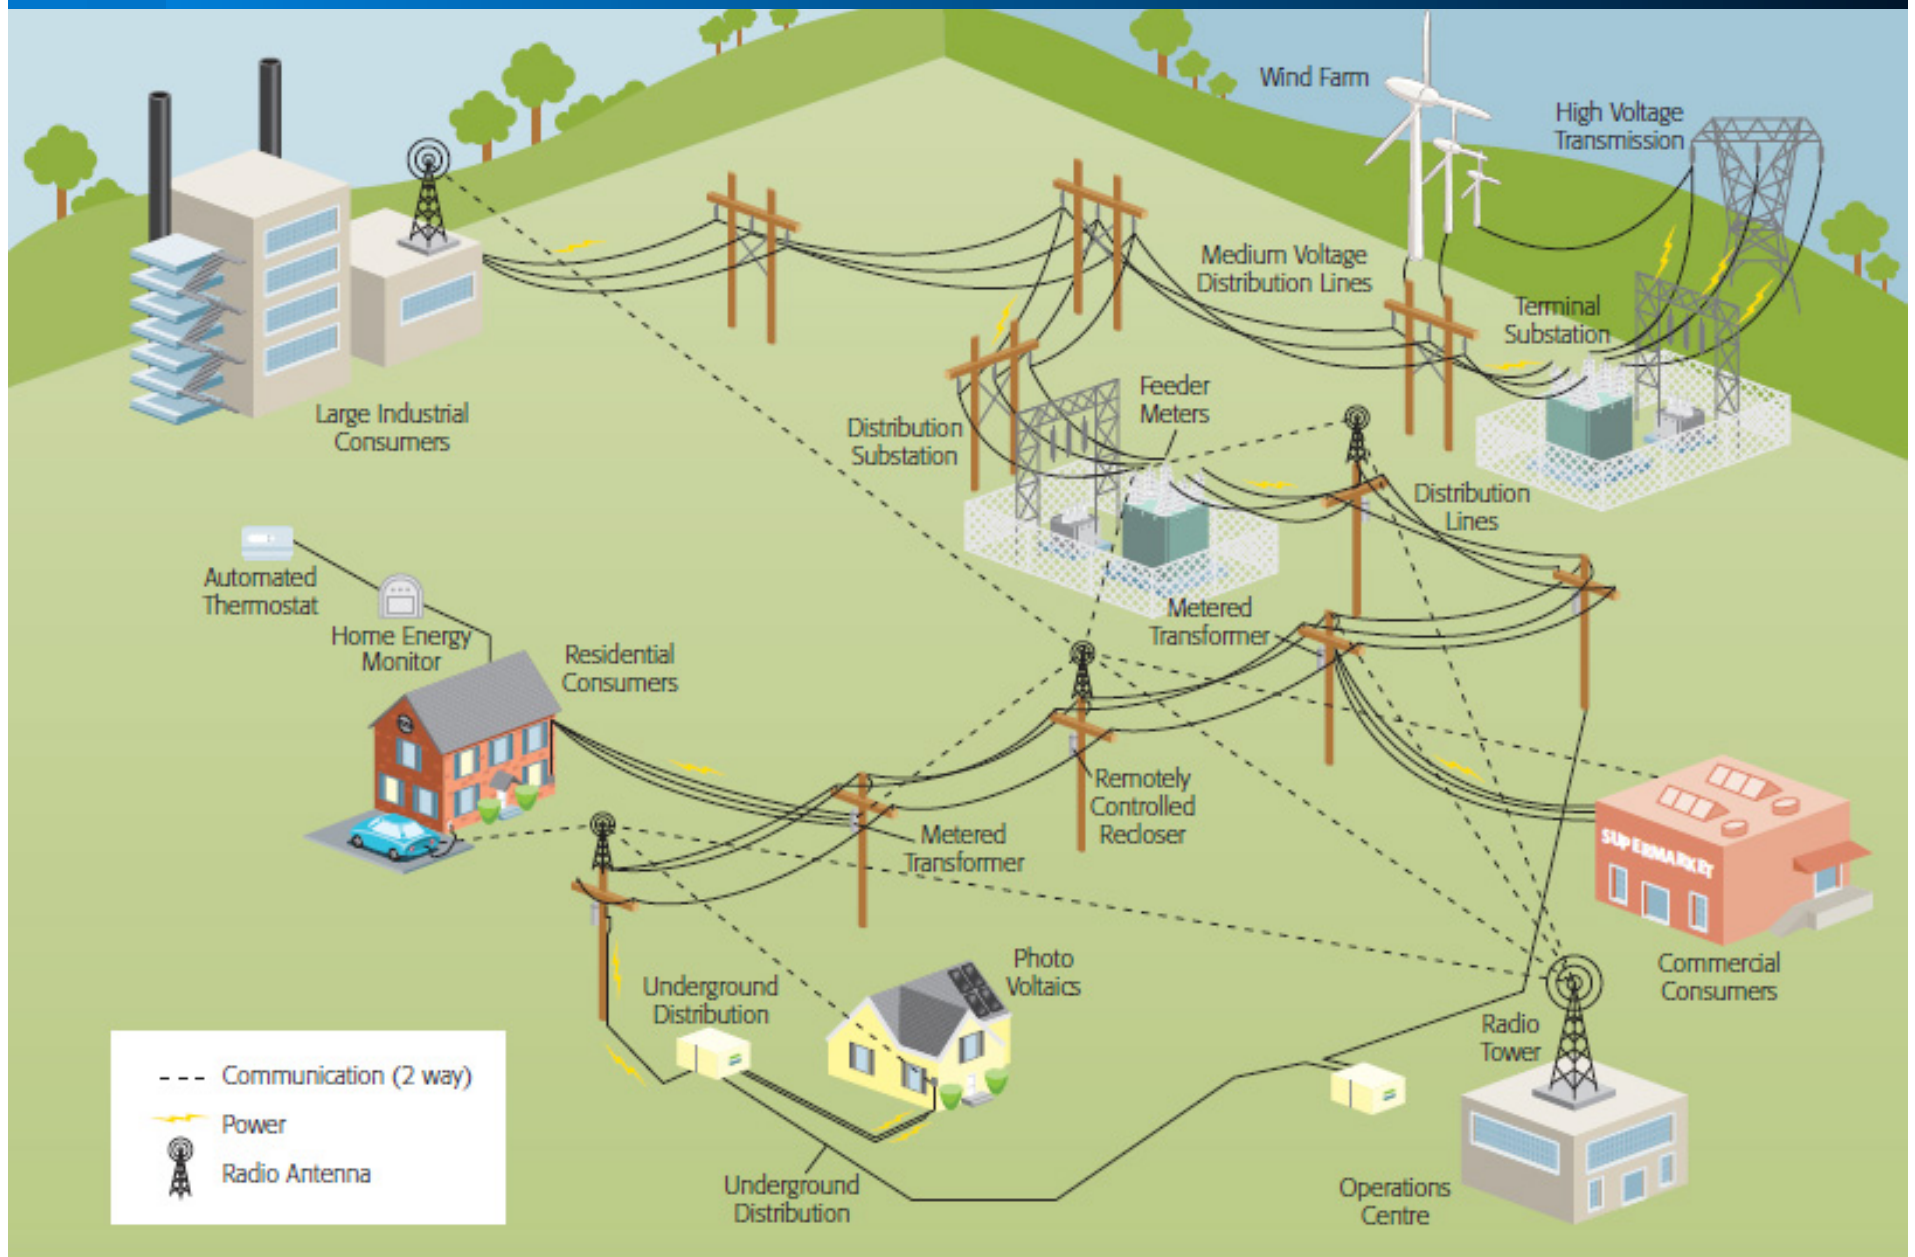 Wind Farm
High Voltage
Transmission
Medium Voltage
Distribution Lines
Terminal
Substation
Large Industrial
Consumers
Feeder
Meters
Distribution
Substation
Distribution
Lines
Automated
Thermostat
Home Energy
Monitor
Residential
Consumers
Metered
Transformer
Remotely
Controlled
Recloser
Metered
Transformer
SUPERMARKET
Commercial
Consumers
Photo
Voltaics
Underground
Distribution
Radio
Tower
Communication (2 way)
Power
Radio Antenna
Underground
Distribution
Operations
Centre